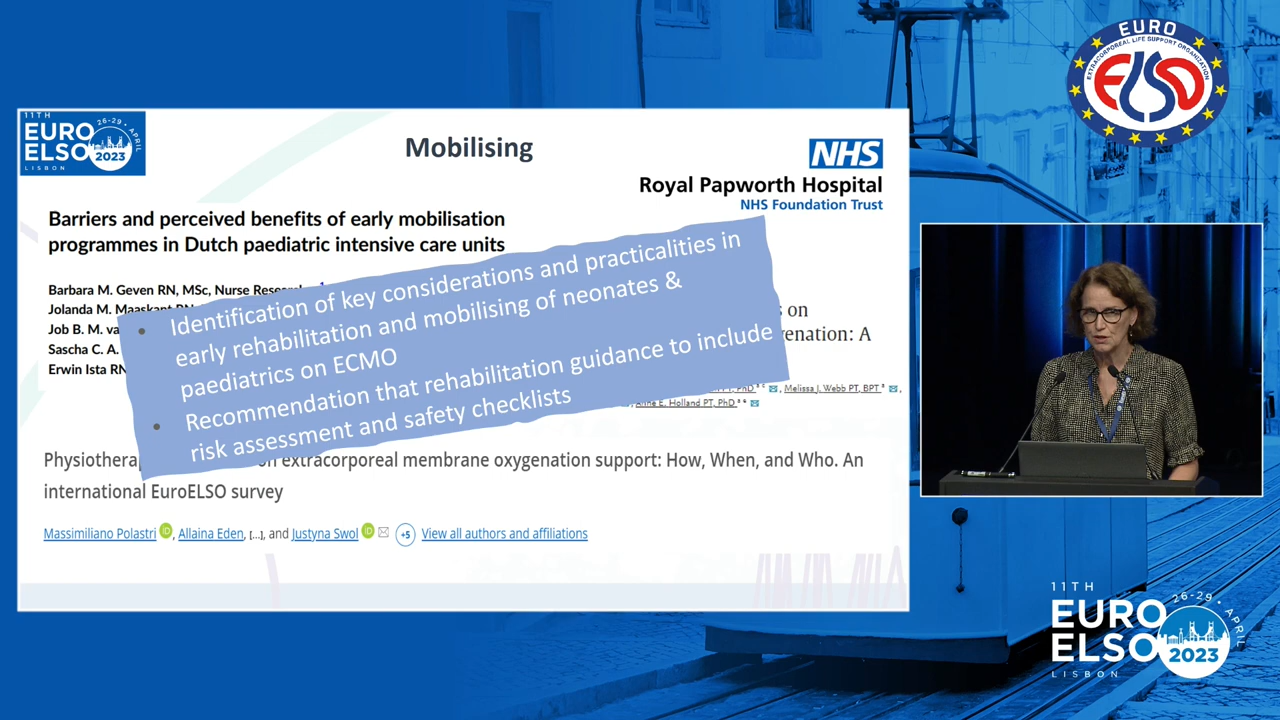 EURO
EXTRACORPOREAL LIFE SUPPORT ORGANIZATION
ELSO
11TH
EURO
ELSO
26-29 • APRIL
2023
LISBON
Mobilising
NHS
Royal Papworth Hospital
NHS Foundation Trust
Barriers and perceived benefits of early mobilisation
programmes in Dutch paediatric intensive care units
Barbara M. Geven RN, MSc, Nurse
Jolanda M.
Job B. M.
Sascha C. A.
Erwin Ista RN
• Identification of key considerations and practicalities in
early rehabilitation and mobilising of neonates &
paediatrics on ECMO
• Recommendation that rehabilitation guidance to include
risk assessment and safety checklists
on
A
PhD, Melissa J. Webb PT, BPT,
Anne E. Holland PT, PhD
extracorporeal membrane oxygenation support: How, When, and Who. An
international EuroELSO survey
Massimiliano Polastri iD, Allaina Eden, [...], and Justyna Swol iD +5 View all authors and affiliations
11TH
EURO
ELSO
26-29 • APRIL
2023
LISBON